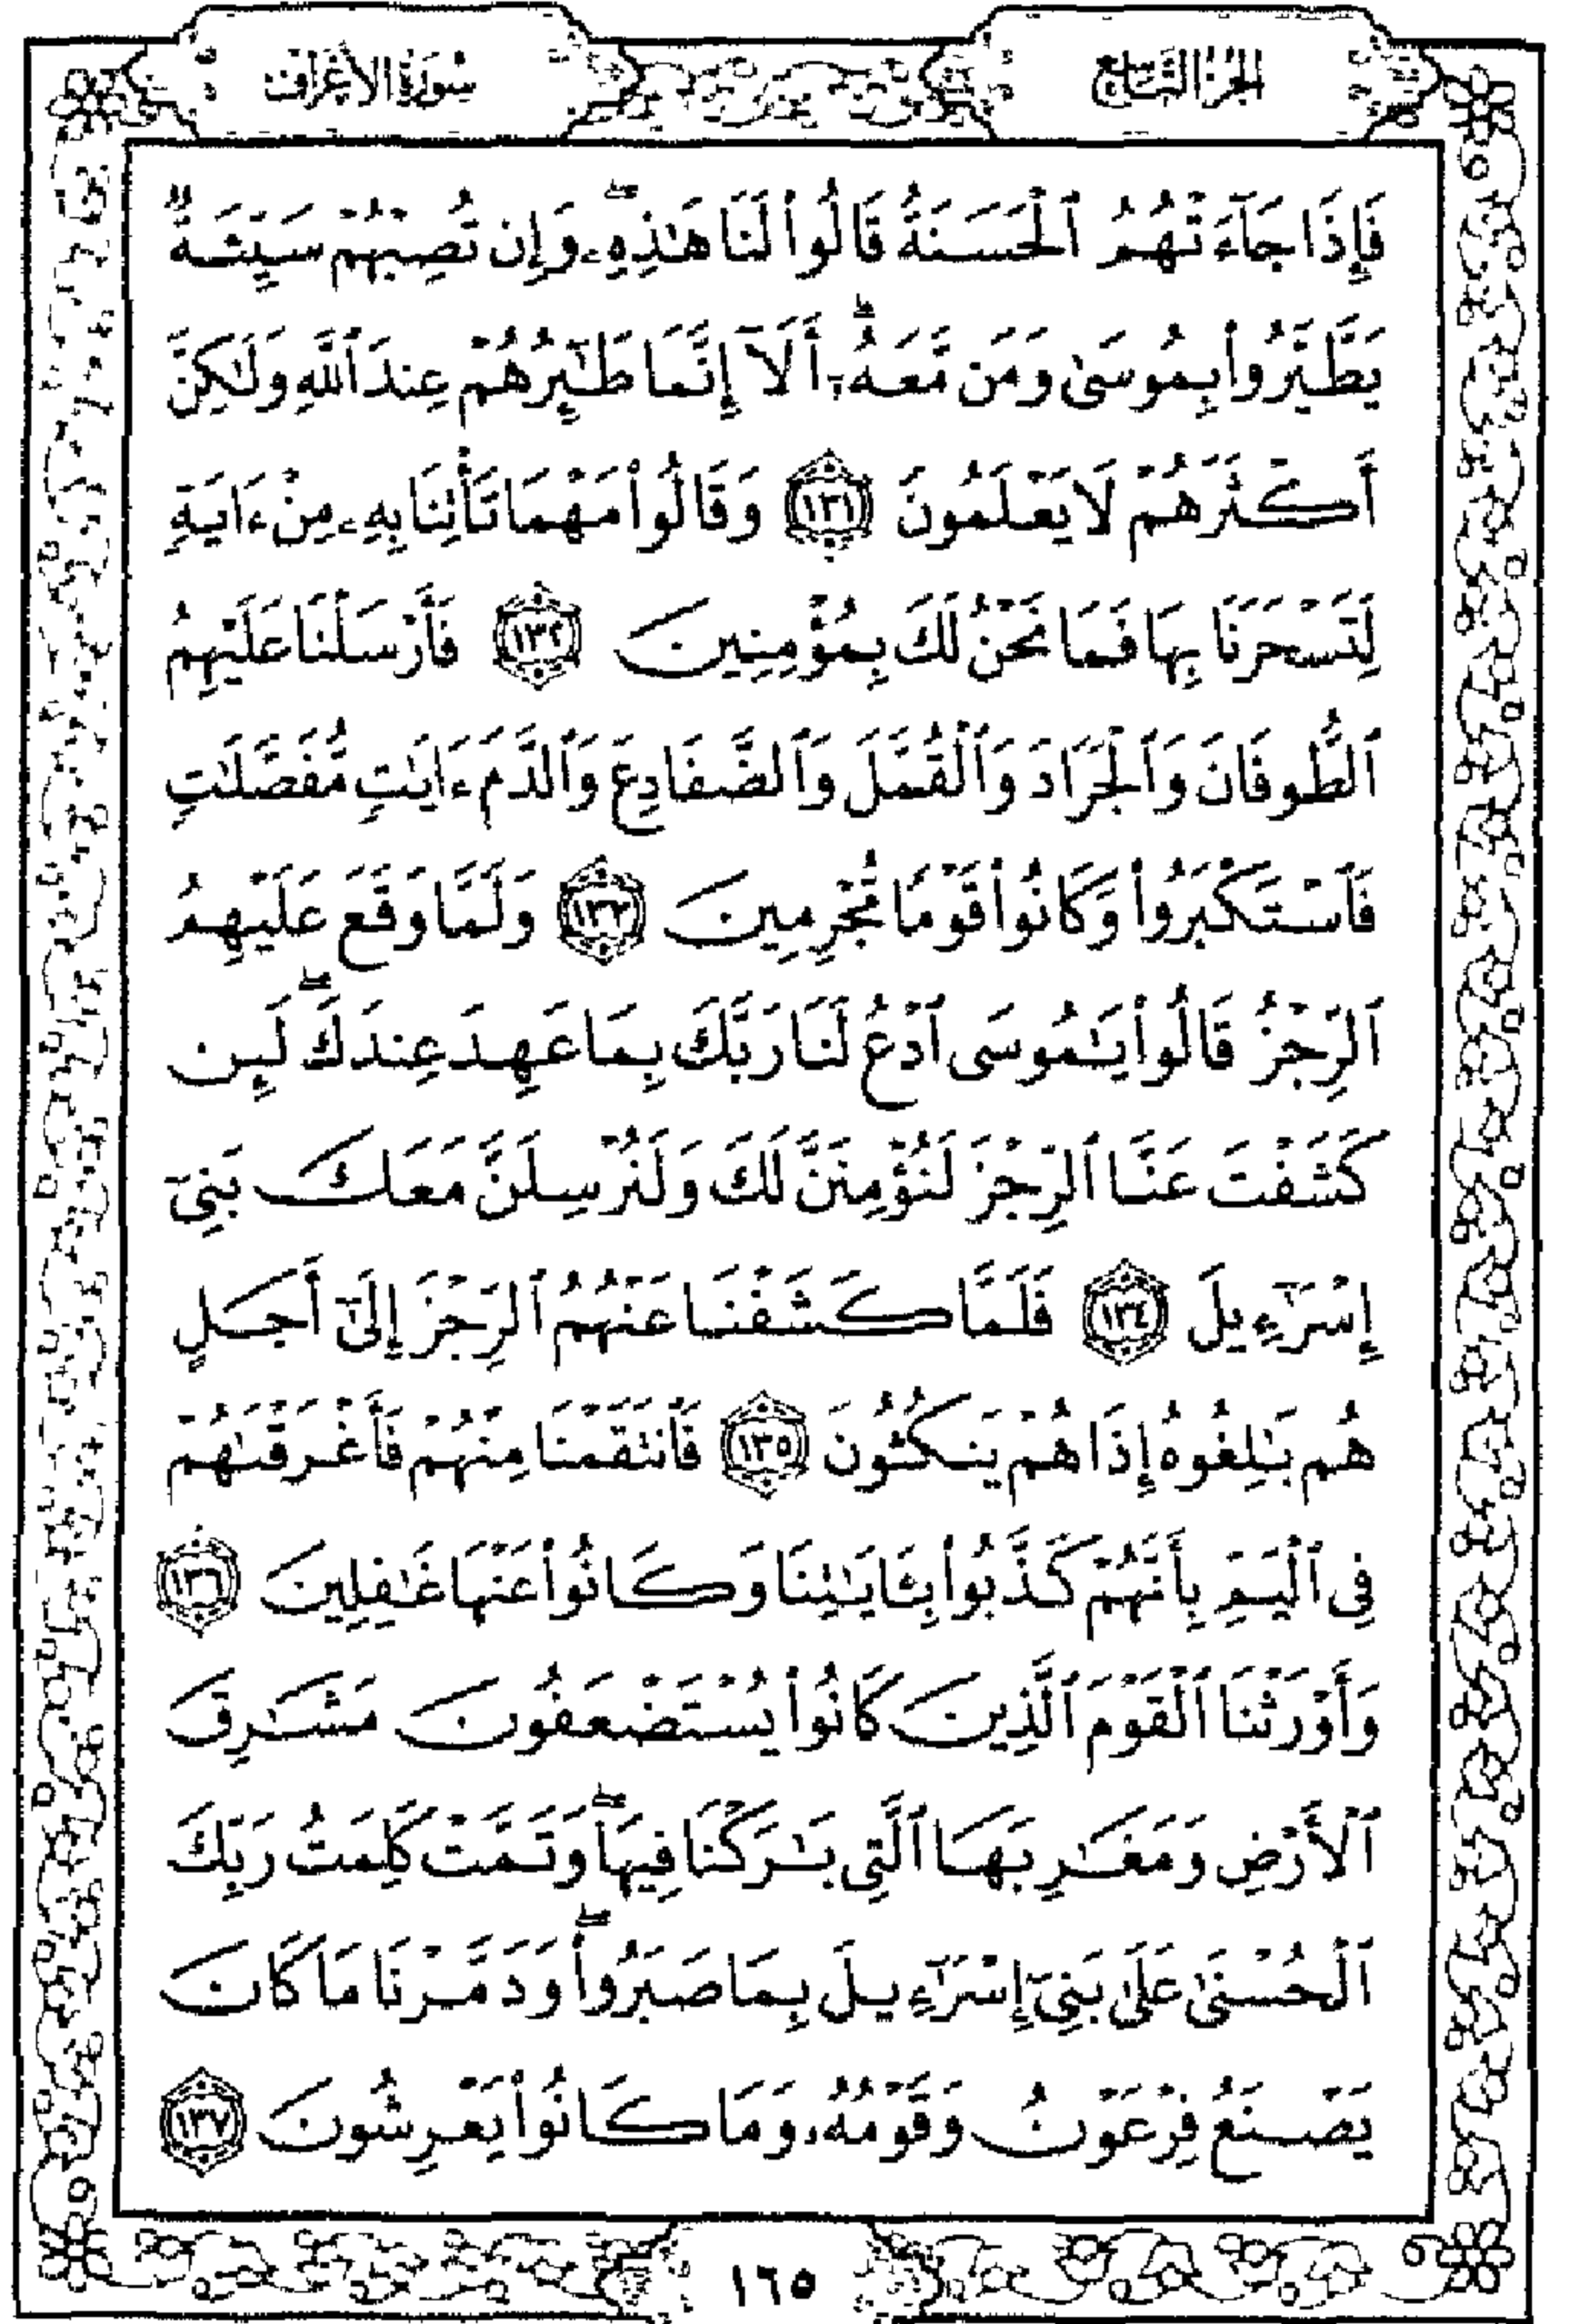 الجزء التاسع
سورة الأعراف
فَإِذَا جَآءَتْهُمُ ٱلْحَسَنَةُ قَالُوا۟ لَنَا هَـٰذِهِۦ ۖ وَإِن تُصِبْهُمْ سَيِّئَةٌ
يَطَّيَّرُوا۟ بِمُوسَىٰ وَمَن مَّعَهُۥٓ ۗ أَلَآ إِنَّمَا طَـٰٓئِرُهُمْ عِندَ ٱللَّهِ وَلَـٰكِنَّ
أَكْثَرَهُمْ لَا يَعْلَمُونَ ١٣١ وَقَالُوا۟ مَهْمَا تَأْتِنَا بِهِۦ مِنْ ءَايَةٍ
لِّتَسْحَرَنَا بِهَا فَمَا نَحْنُ لَكَ بِمُؤْمِنِينَ ١٣٢ فَأَرْسَلْنَا عَلَيْهِمُ
ٱلطُّوفَانَ وَٱلْجَرَادَ وَٱلْقُمَّلَ وَٱلضَّفَادِعَ وَٱلدَّمَ ءَايَـٰتٍ مُّفَصَّلَـٰتٍ
فَٱسْتَكْبَرُوا۟ وَكَانُوا۟ قَوْمًا مُّجْرِمِينَ ١٣٣ وَلَمَّا وَقَعَ عَلَيْهِمُ
ٱلرِّجْزُ قَالُوا۟ يَـٰمُوسَى ٱدْعُ لَنَا رَبَّكَ بِمَا عَهِدَ عِندَكَ ۖ لَئِن
كَشَفْتَ عَنَّا ٱلرِّجْزَ لَنُؤْمِنَنَّ لَكَ وَلَنُرْسِلَنَّ مَعَكَ بَنِىٓ
إِسْرَٰٓءِيلَ ١٣٤ فَلَمَّا كَشَفْنَا عَنْهُمُ ٱلرِّجْزَ إِلَىٰٓ أَجَلٍ
هُم بَـٰلِغُوهُ إِذَا هُمْ يَنكُثُونَ ١٣٥ فَٱنتَقَمْنَا مِنْهُمْ فَأَغْرَقْنَـٰهُمْ
فِى ٱلْيَمِّ بِأَنَّهُمْ كَذَّبُوا۟ بِـَٔايَـٰتِنَا وَكَانُوا۟ عَنْهَا غَـٰفِلِينَ ١٣٦
وَأَوْرَثْنَا ٱلْقَوْمَ ٱلَّذِينَ كَانُوا۟ يُسْتَضْعَفُونَ مَشَـٰرِقَ
ٱلْأَرْضِ وَمَغَـٰرِبَهَا ٱلَّتِى بَـٰرَكْنَا فِيهَا ۖ وَتَمَّتْ كَلِمَتُ رَبِّكَ
ٱلْحُسْنَىٰ عَلَىٰ بَنِىٓ إِسْرَٰٓءِيلَ بِمَا صَبَرُوا۟ ۖ وَدَمَّرْنَا مَا كَانَ
يَصْنَعُ فِرْعَوْنُ وَقَوْمُهُۥ وَمَا كَانُوا۟ يَعْرِشُونَ ١٣٧
١٦٥